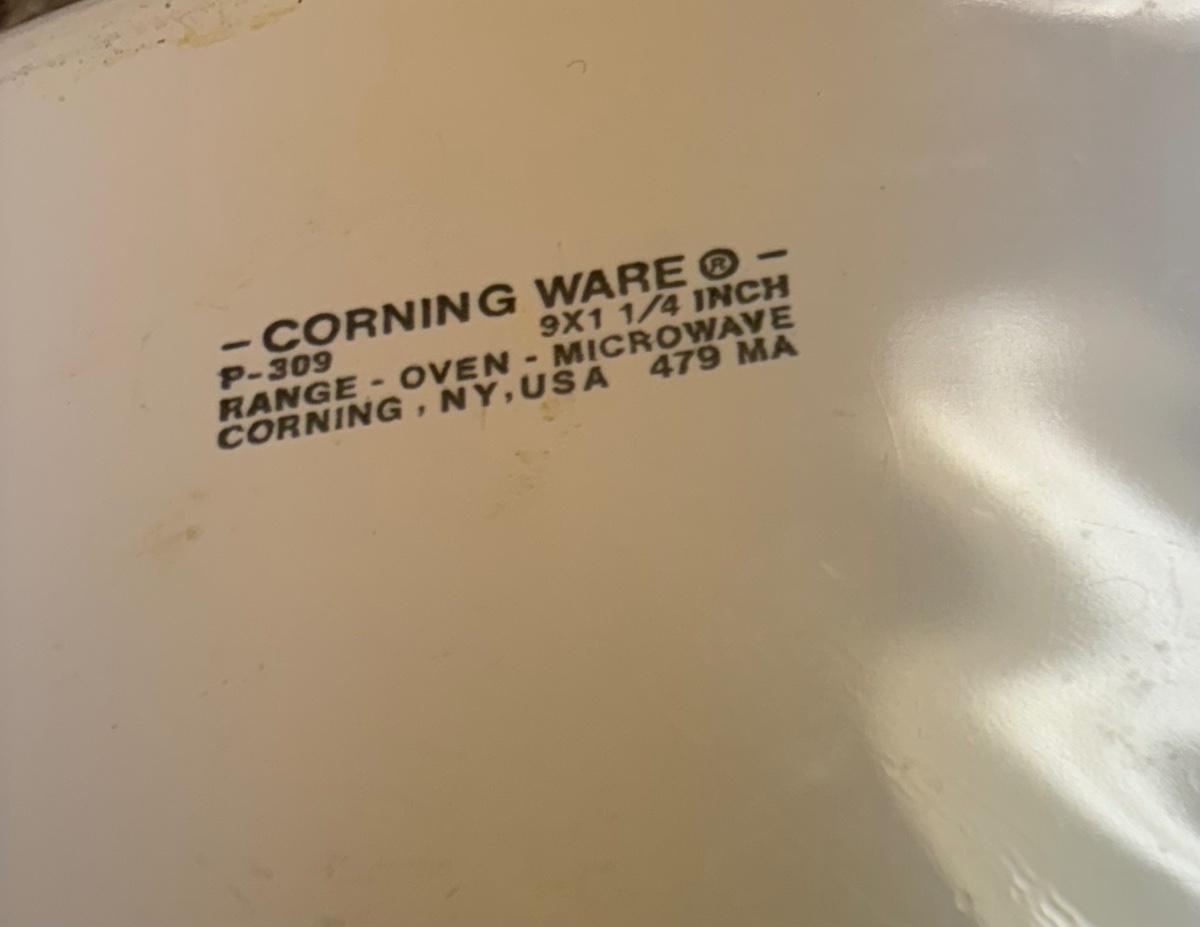 – CORNING WARE ® –
P-309 9X1 1/4 INCH
RANGE - OVEN - MICROWAVE
CORNING , NY, USA 479 MA